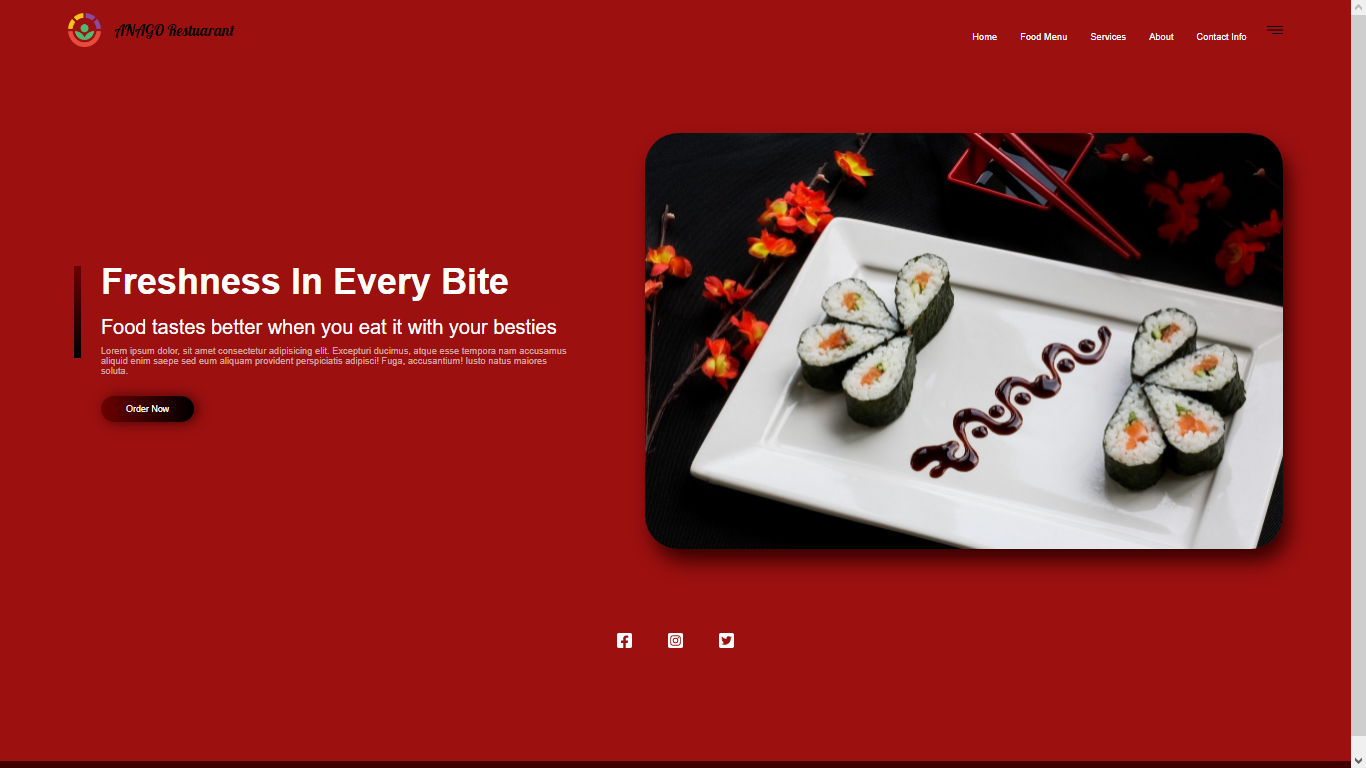 ANAGO Restuarant
Home Food Menu Services About Contact Info
Freshness In Every Bite
Food tastes better when you eat it with your besties
Lorem ipsum dolor, sit amet consectetur adipisicing elit. Excepturi ducimus, atque esse tempora nam accusamus
aliquid enim saepe sed eum aliquam provident perspiciatis adipisci! Fuga, accusantium! Iusto natus maiores
soluta.
Order Now